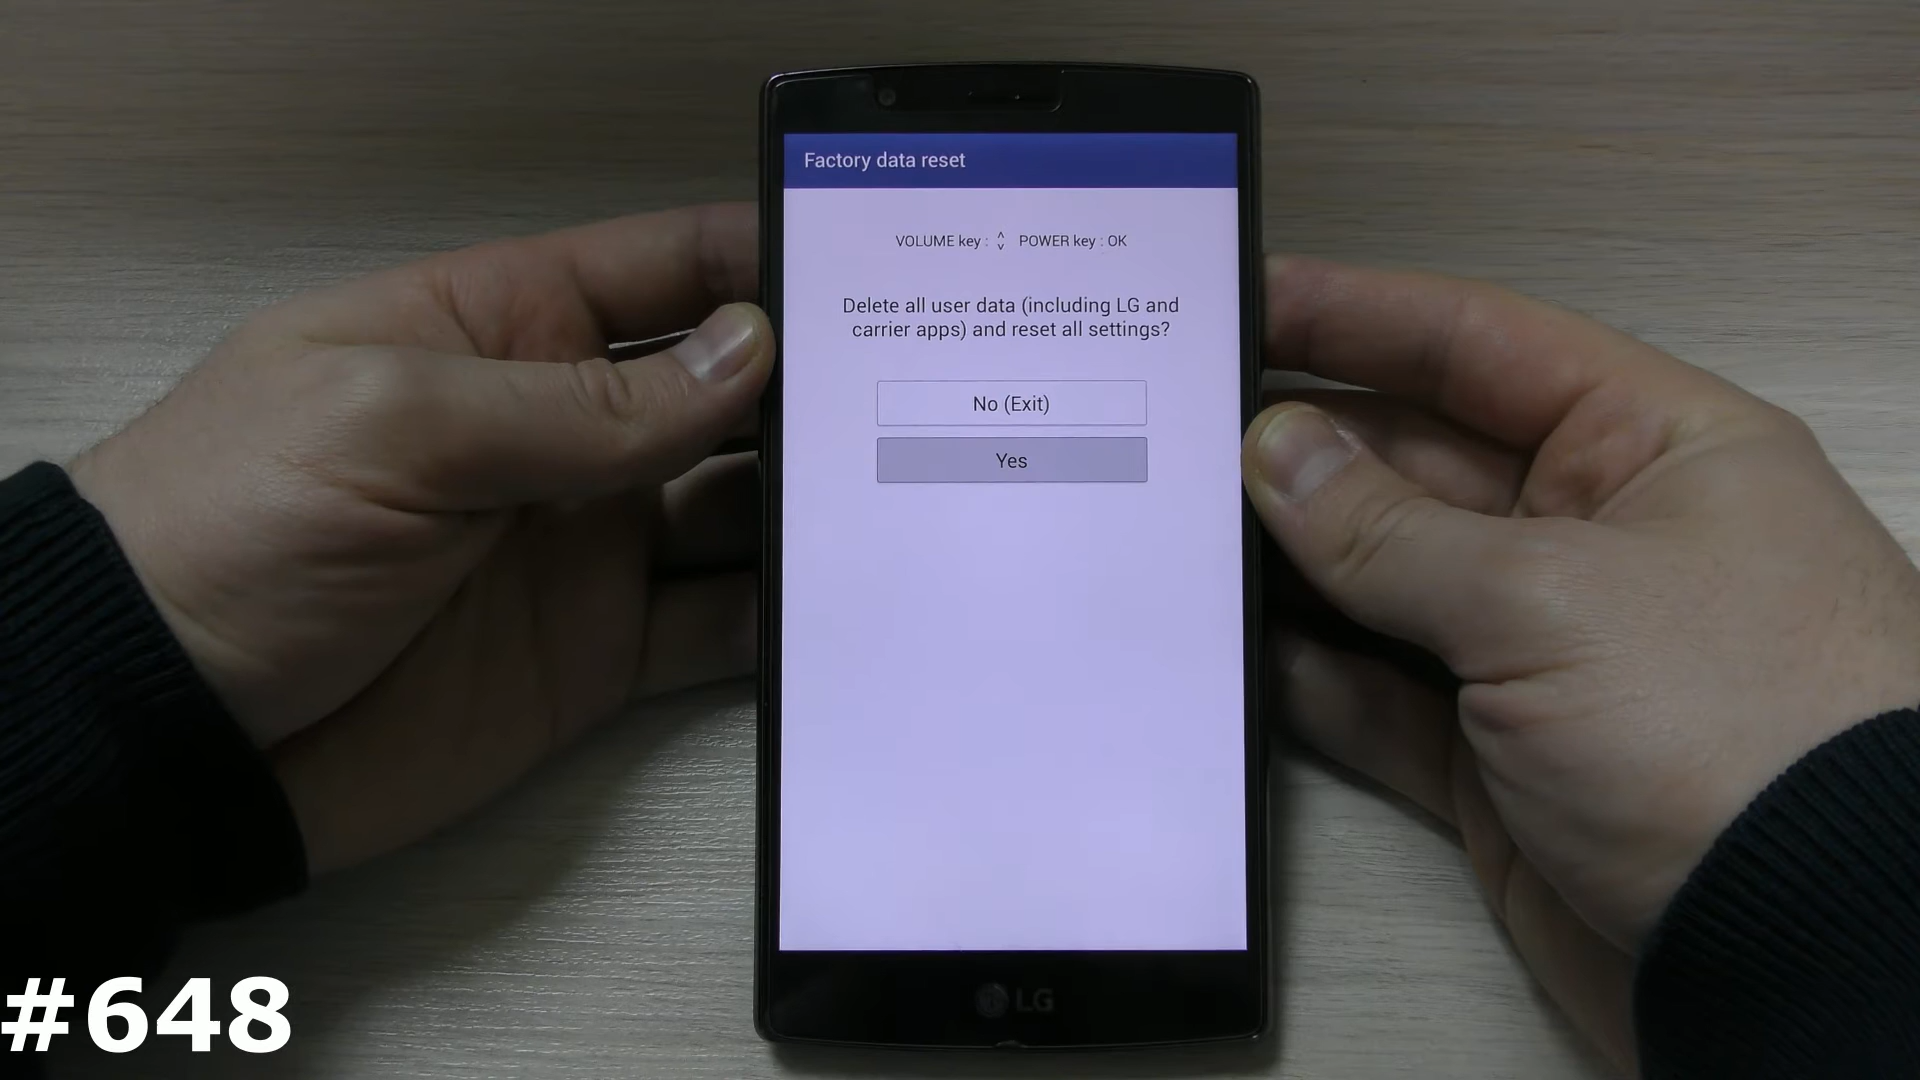 Factory data reset
VOLUME key : POWER key : OK
Delete all user data (including LG and
carrier apps) and reset all settings?
No (Exit)
Yes
LG
#648